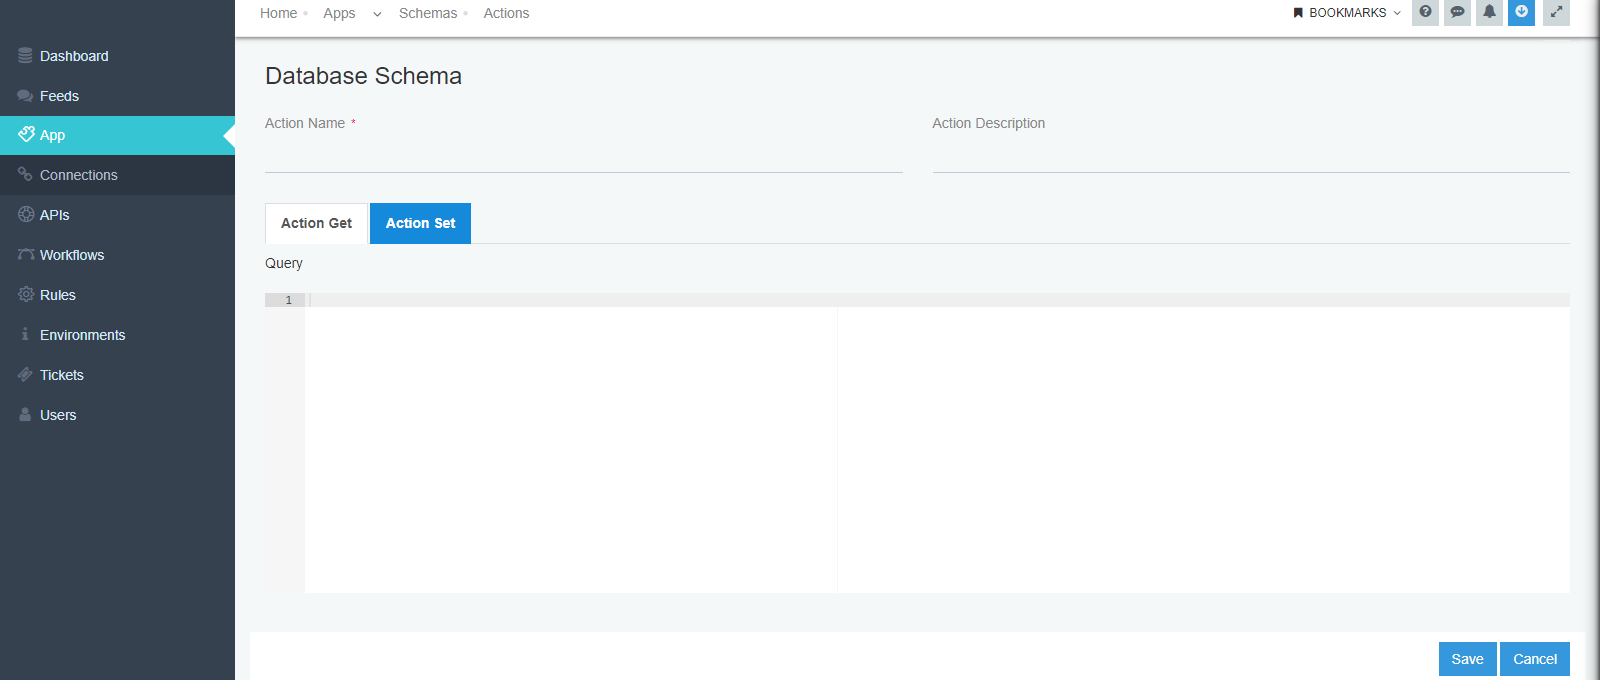 Home Apps Schemas Actions
BOOKMARKS
Dashboard
Feeds
App
Connections
APIs
Workflows
Rules
Environments
Tickets
Users
Database Schema
Action Name *
Action Description
Action Get
Action Set
Query
1
Save
Cancel